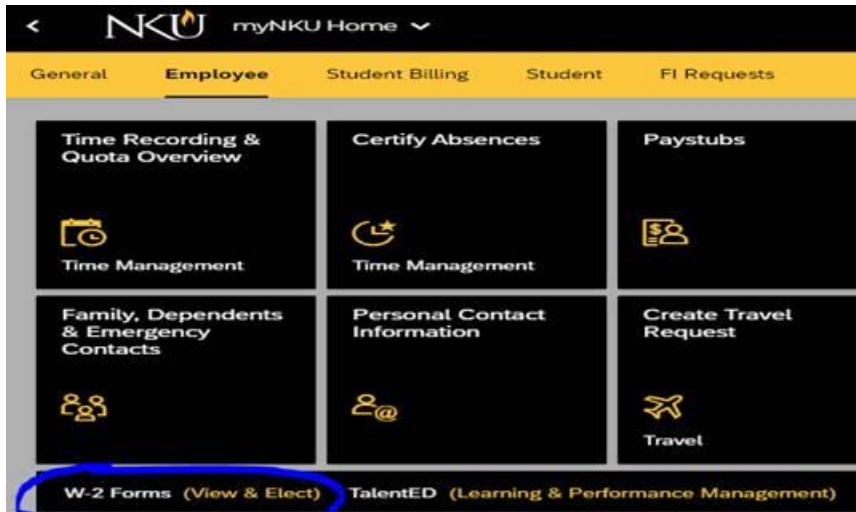 NKU myNKU Home
General Employee Student Billing Student FI Requests
Time Recording &
Quota Overview
Time Management
Certify Absences
Time Management
Paystubs
Family, Dependents
& Emergency
Contacts
Personal Contact
Information
Create Travel
Request
Travel
W-2 Forms (View & Elect) TalentED (Learning & Performance Management)